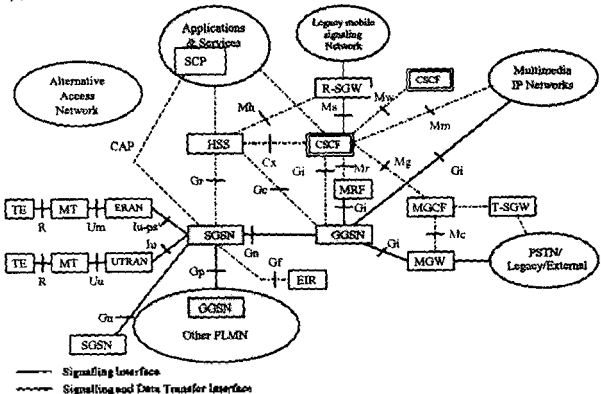 Applications
& Services
SCP
Legacy mobile
signaling
Network
Alternative
Access
Network
R-SGW
CSCF
Multimedia
IP Networks
Mh
Ms
Mw
Mm
CAP
HSS
Cx
CSCF
Gi
Mr
Mg
Gi
Gr
Gc
MRF
Gi
MGCF
T-SGW
TE
R
MT
Um
ERAN
Iu-ps
Iu
SGSN
Gn
GGSN
Gi
Mc
MGW
PSTN/
Legacy/External
TE
R
MT
Uu
UTRAN
Gp
Gf
EIR
Gn
GGSN
SGSN
Other PLMN
Signalling Interface
Signalling and Data Transfer Interface